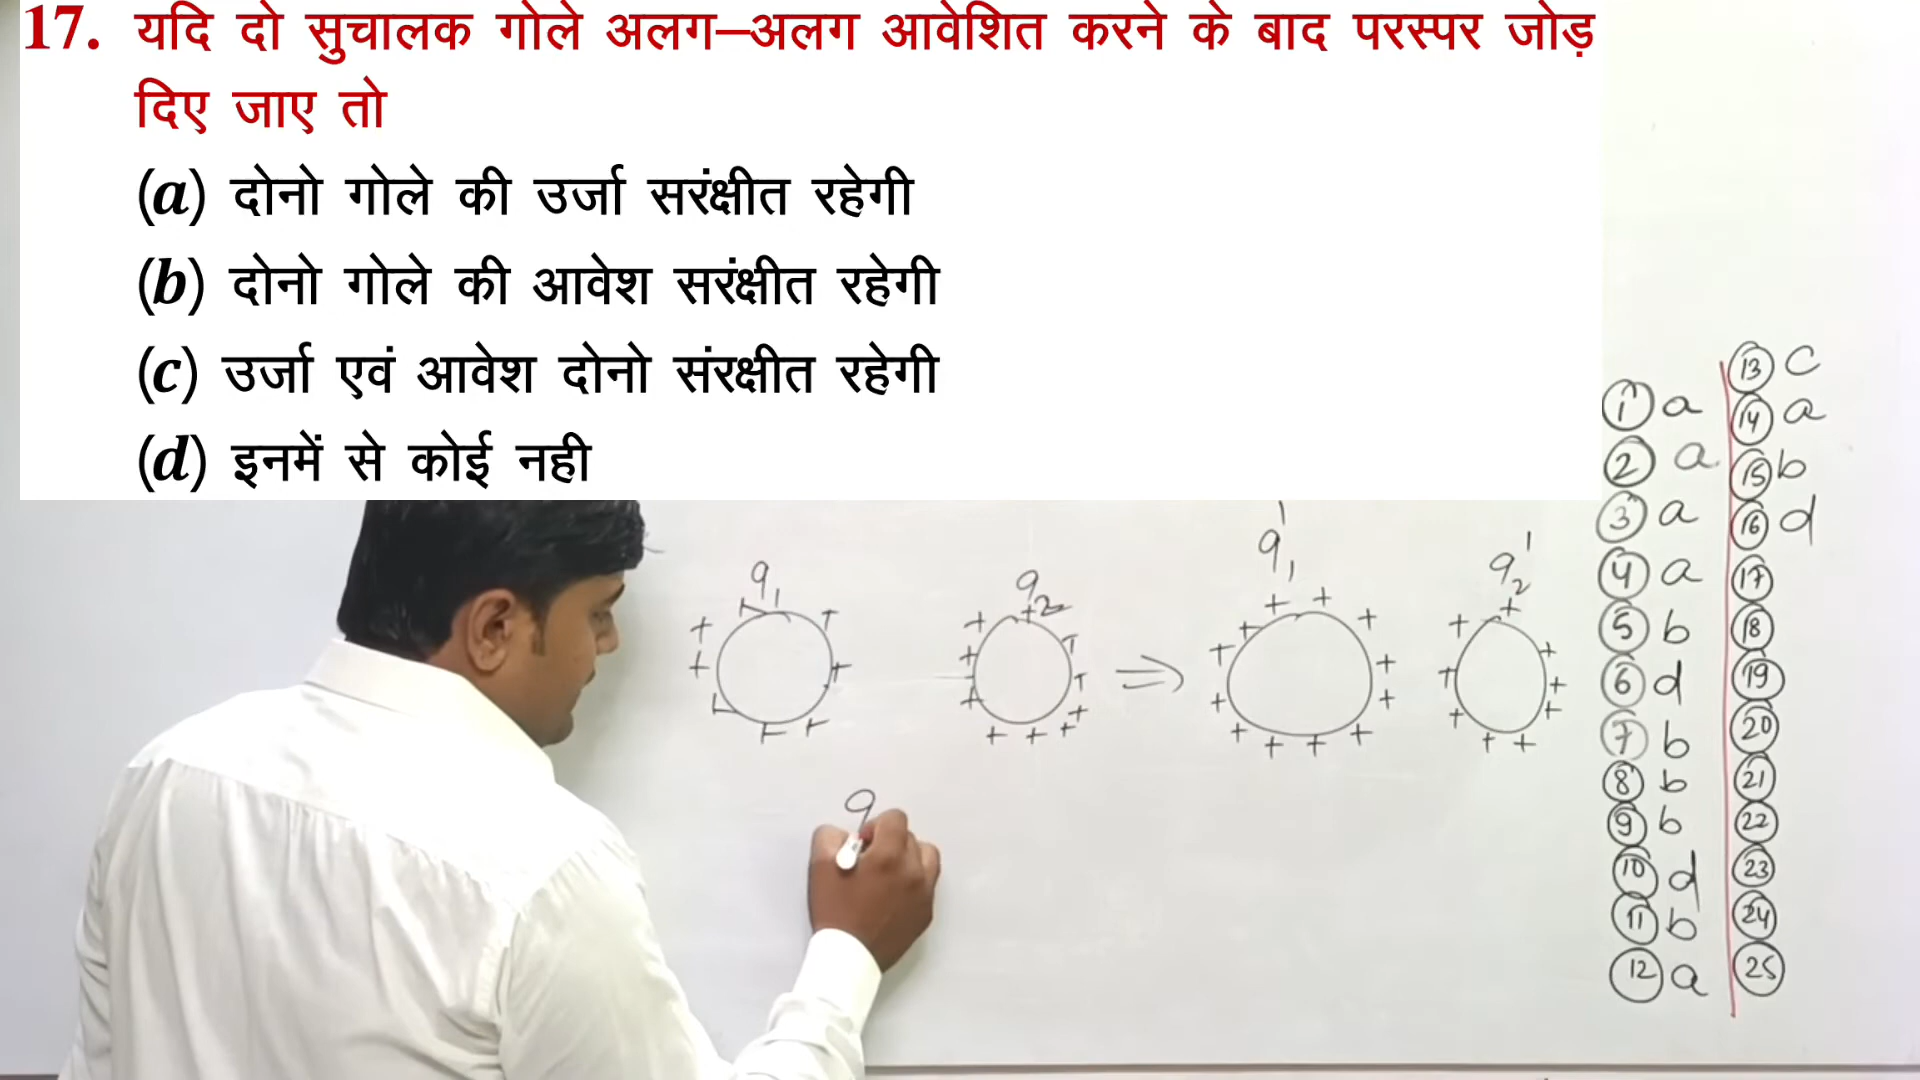 17. यदि दो सुचालक गोले अलग–अलग आवेशित करने के बाद परस्पर जोड़
दिए जाए तो
(a) दोनो गोले की उर्जा सरंक्षीत रहेगी
(b) दोनो गोले की आवेश सरंक्षीत रहेगी
(c) उर्जा एवं आवेश दोनो संरक्षीत रहेगी
(d) इनमें से कोई नही
q₁ q₂ ⇒ q₁' q₂'
q
1 a
2 a
3 a
4 a
5 b
6 d
7 b
8 b
9 b
10 d
11 b
12 a
13 c
14 a
15 b
16 d
17
18
19
20
21
22
23
24
25